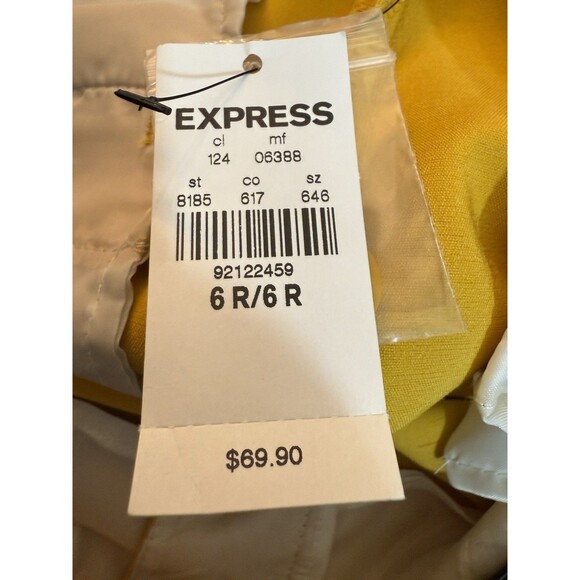 EXPRESS
cl mf
124 06388
st co sz
8185 617 646
92122459
6 R/6 R
$69.90